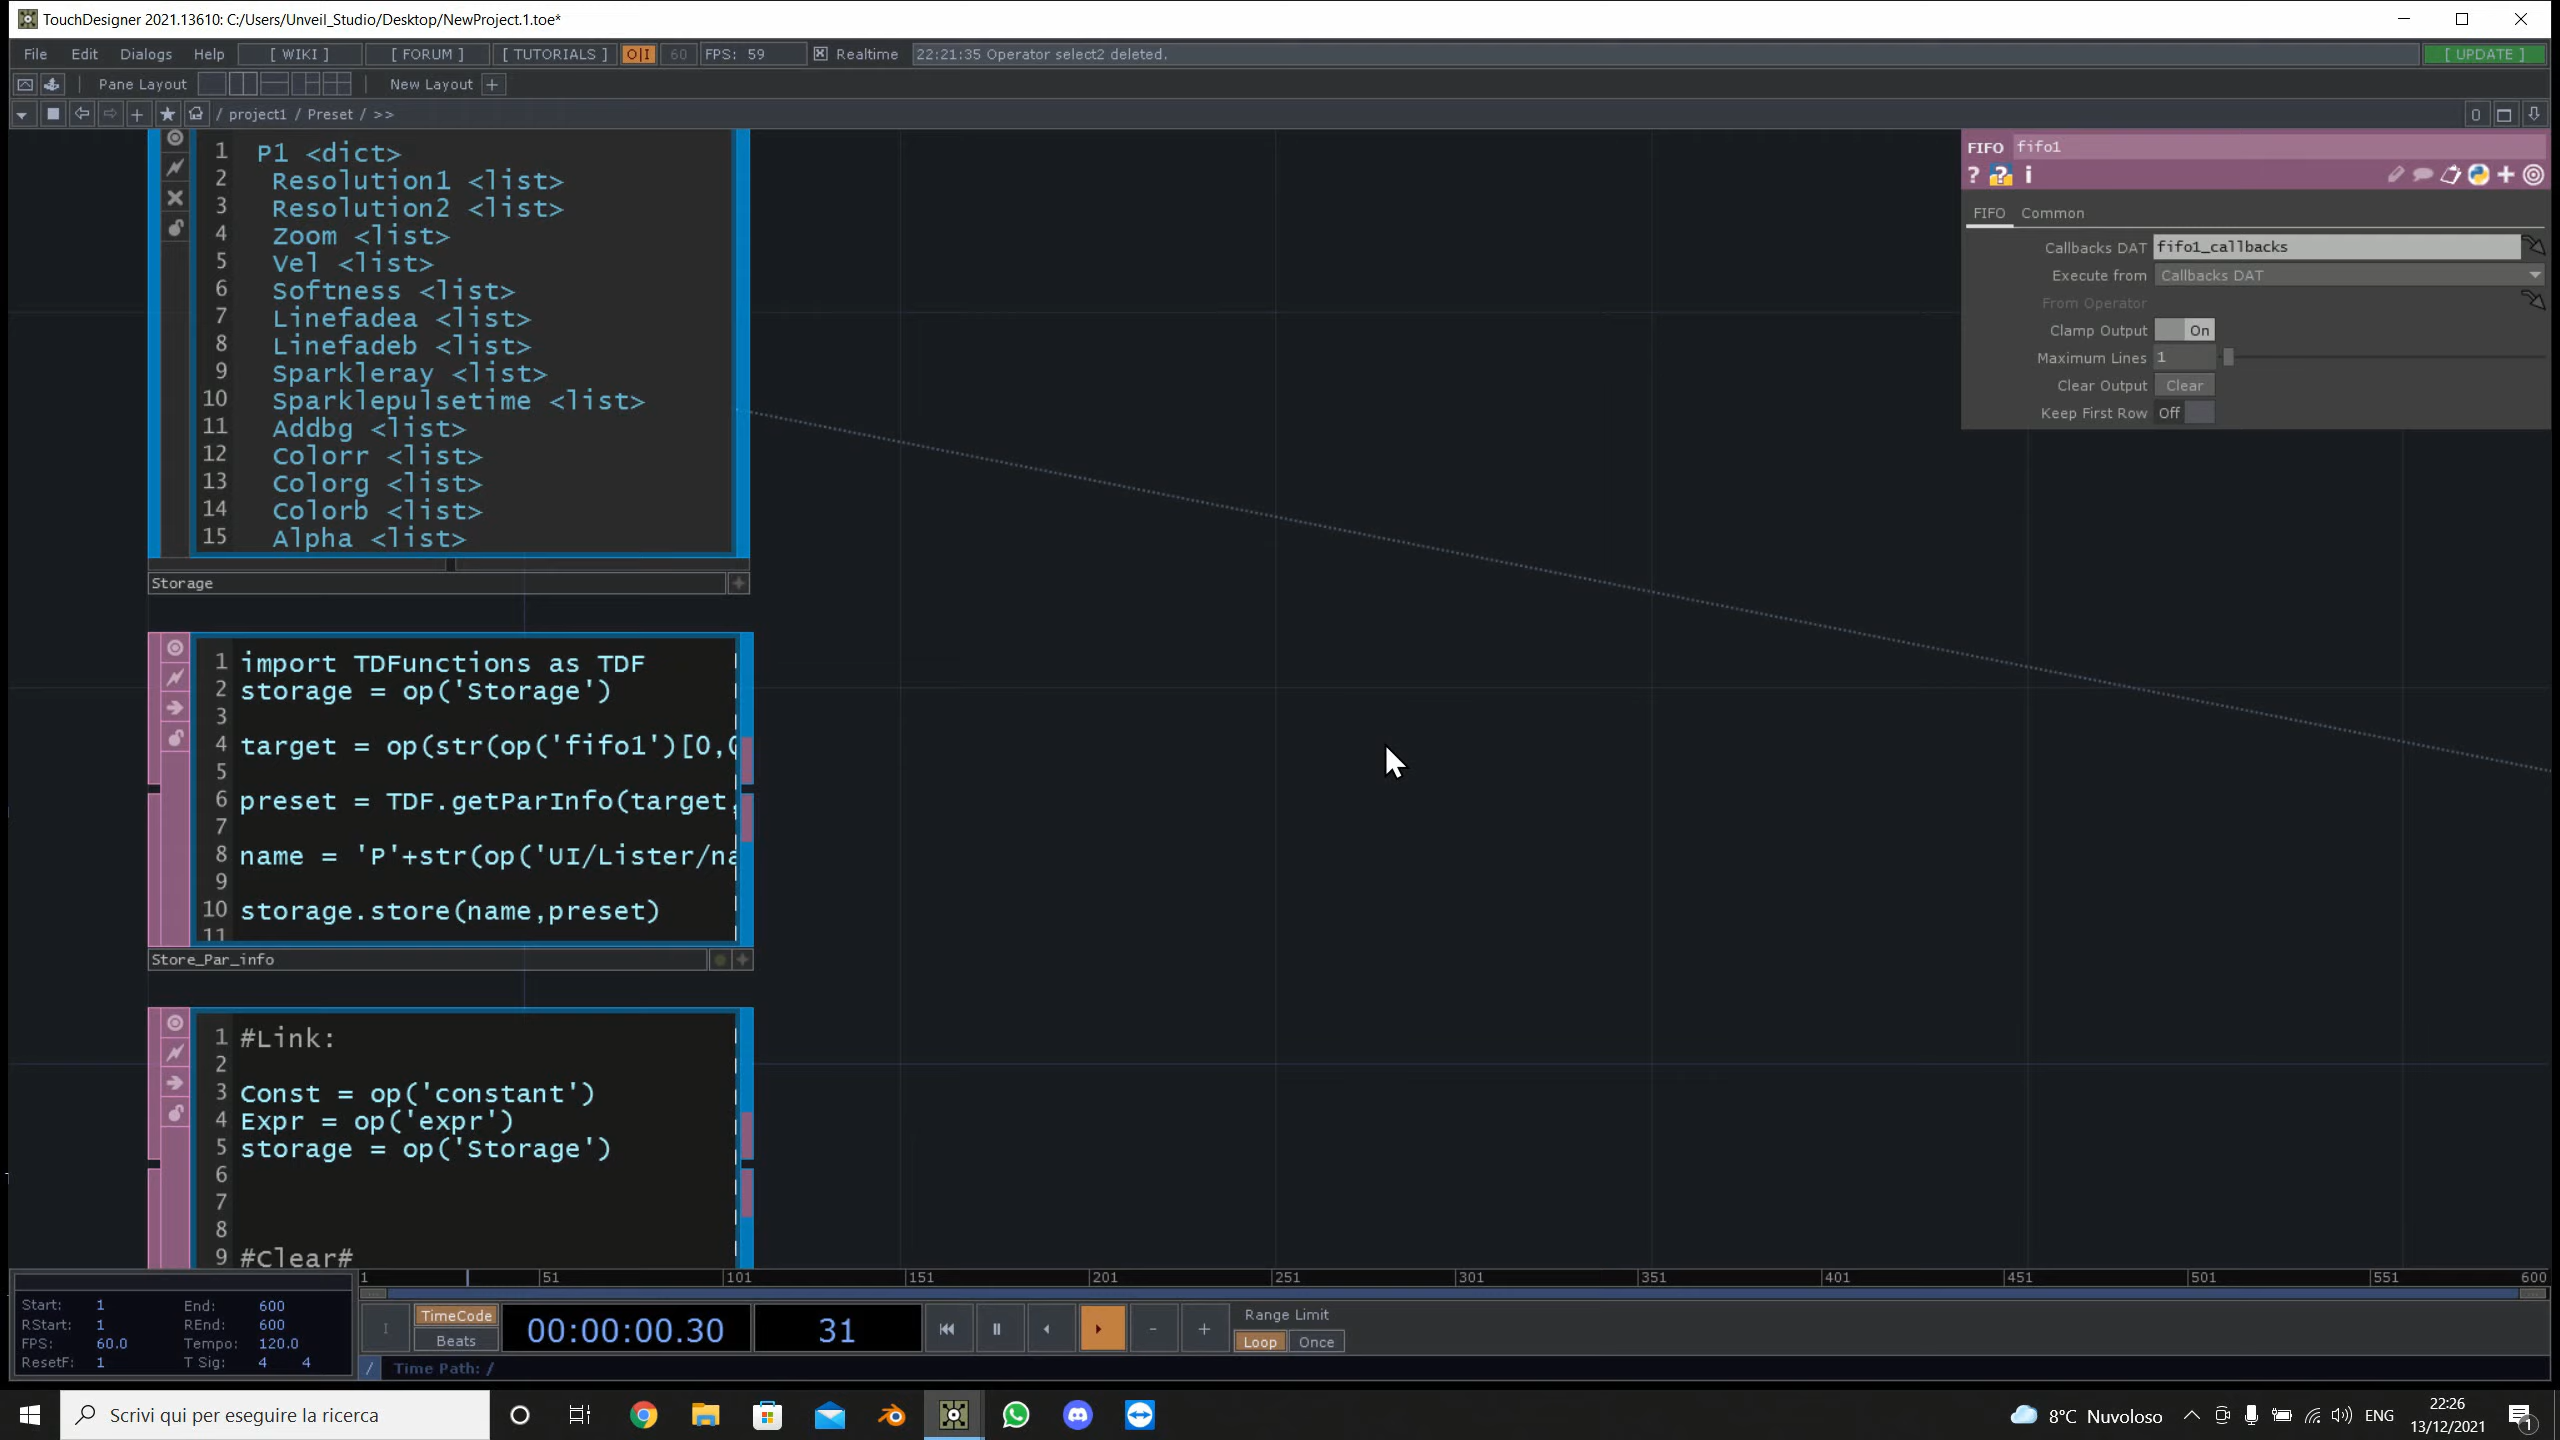 TouchDesigner 2021.13610: C:/Users/Unveil_Studio/Desktop/NewProject.1.toe*
File Edit Dialogs Help [ WIKI ] [ FORUM ] [ TUTORIALS ] O|I 60 FPS: 59 Realtime 22:21:35 Operator select2 deleted. [ UPDATE ]
Pane Layout New Layout +
/ project1 / Preset / >> 0
1 P1 <dict>
2 Resolution1 <list>
3 Resolution2 <list>
4 Zoom <list>
5 Vel <list>
6 Softness <list>
7 Linefadea <list>
8 Linefadeb <list>
9 Sparkleray <list>
10 Sparklepulsetime <list>
11 Addbg <list>
12 Colorr <list>
13 Colorg <list>
14 Colorb <list>
15 Alpha <list>
Storage
FIFO fifo1
? ? i
FIFO Common
Callbacks DAT fifo1_callbacks
Execute from Callbacks DAT
From Operator
Clamp Output On
Maximum Lines 1
Clear Output Clear
Keep First Row Off
1 import TDFunctions as TDF
2 storage = op('Storage')
3
4 target = op(str(op('fifo1')[0,
5
6 preset = TDF.getParInfo(target,
7
8 name = 'P'+str(op('UI/Lister/na
9
10 storage.store(name,preset)
11
Store_Par_info
1 #Link:
2
3 Const = op('constant')
4 Expr = op('expr')
5 storage = op('Storage')
6
7
8
9 #Clear#
1 51 101 151 201 251 301 351 401 451 501 551 600
Start: 1 End: 600
RStart: 1 REnd: 600
FPS: 60.0 Tempo: 120.0
ResetF: 1 T Sig: 4 4
I TimeCode Beats 00:00:00.30 31 - + Range Limit Loop Once
/ Time Path: /
Scrivi qui per eseguire la ricerca
8°C Nuvoloso ENG 22:26
13/12/2021 1